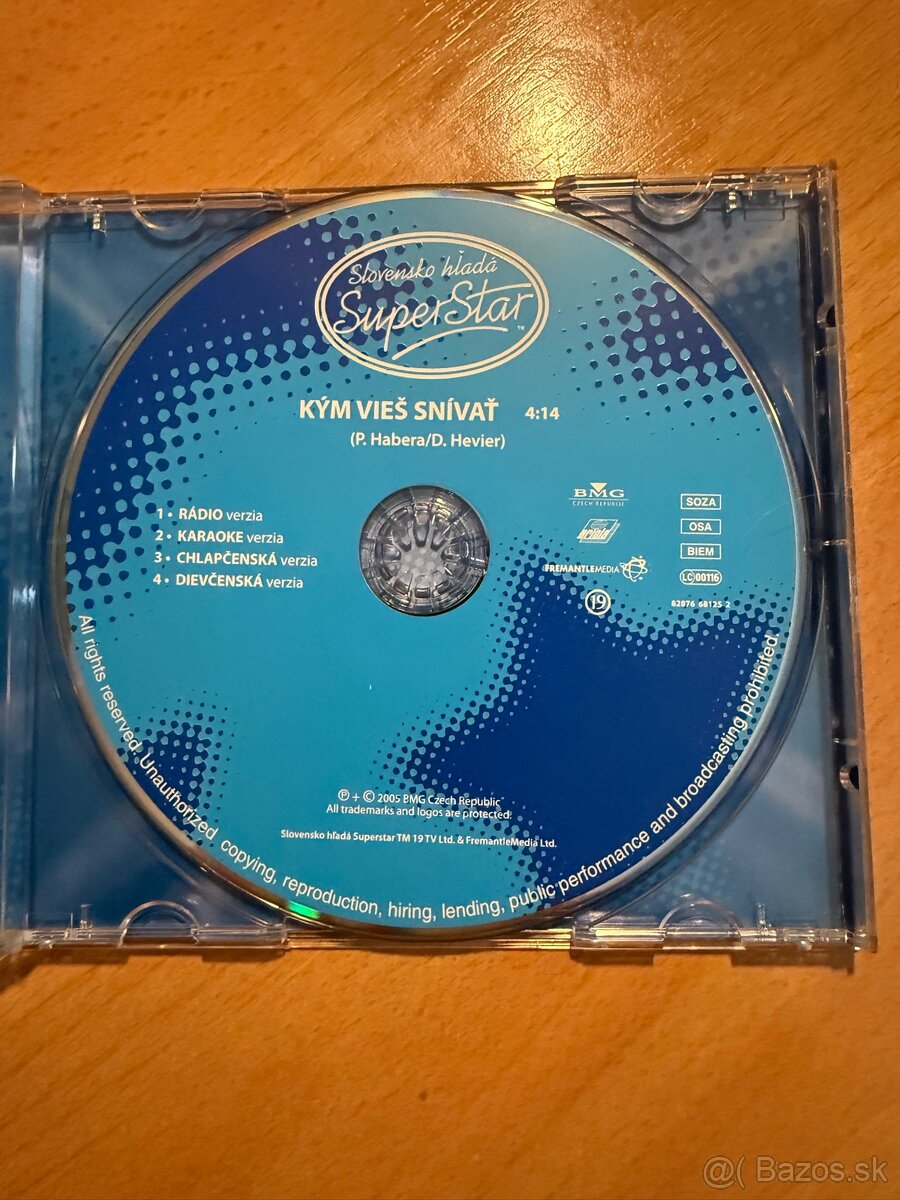 Slovensko hľadá
SuperStar™
KÝM VIEŠ SNÍVAŤ 4:14
(P. Habera/D. Hevier)
1 • RÁDIO verzia
2 • KARAOKE verzia
3 • CHLAPČENSKÁ verzia
4 • DIEVČENSKÁ verzia
BMG
CZECH REPUBLIC
FREMANTLEMEDIA
19
SOZA
OSA
BIEM
LC 00116
82876 68125 2
℗ + © 2005 BMG Czech Republic
All trademarks and logos are protected.
Slovensko hľadá Superstar TM 19 TV Ltd. & FremantleMedia Ltd.
All rights reserved. Unauthorized copying, reproduction, hiring, lending, public performance and broadcasting prohibited.
@( Bazos.sk